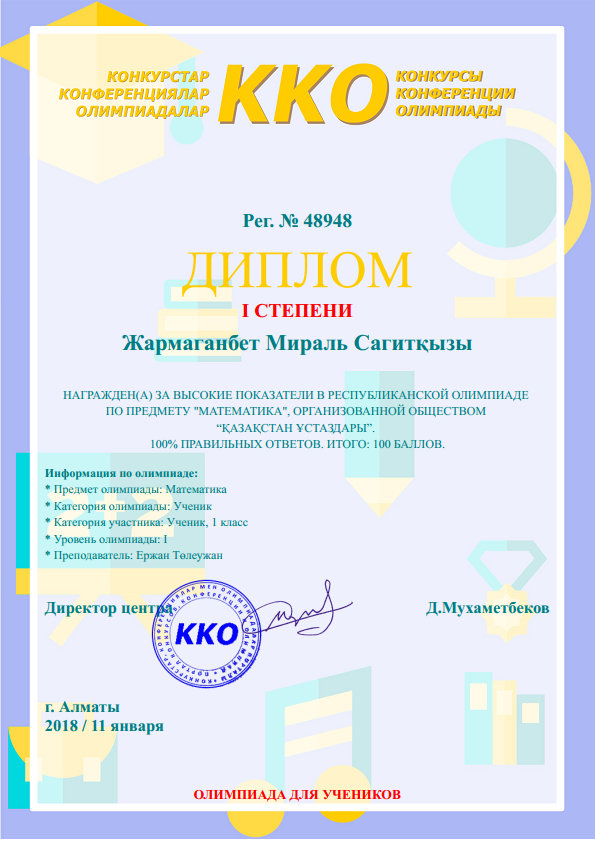 КОНКУРСТАР
КОНФЕРЕНЦИЯЛАР
ОЛИМПИАДАЛАР
ККО
КОНКУРСЫ
КОНФЕРЕНЦИИ
ОЛИМПИАДЫ
Рег. № 48948
ДИПЛОМ
I СТЕПЕНИ
Жармаганбет Мираль Сагитқызы
НАГРАЖДЕН(А) ЗА ВЫСОКИЕ ПОКАЗАТЕЛИ В РЕСПУБЛИКАНСКОЙ ОЛИМПИАДЕ
ПО ПРЕДМЕТУ "МАТЕМАТИКА", ОРГАНИЗОВАННОЙ ОБЩЕСТВОМ
“ҚАЗАҚСТАН ҰСТАЗДАРЫ”.
100% ПРАВИЛЬНЫХ ОТВЕТОВ. ИТОГО: 100 БАЛЛОВ.
Информация по олимпиаде:
* Предмет олимпиады: Математика
* Категория олимпиады: Ученик
* Категория участника: Ученик, 1 класс
* Уровень олимпиады: I
* Преподаватель: Ержан Төлеужан
2+2
Директор центра
ККО
Д.Мухаметбеков
г. Алматы
2018 / 11 января
ОЛИМПИАДА ДЛЯ УЧЕНИКОВ